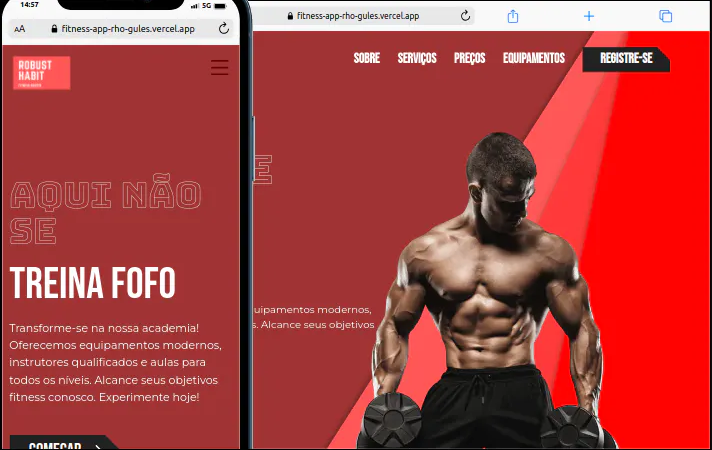 14:57
5G
AA fitness-app-rho-gules.vercel.app
ROBUST
HABIT
AQUI NÃO
SE
TREINA FOFO
Transforme-se na nossa academia!
Oferecemos equipamentos modernos,
instrutores qualificados e aulas para
todos os níveis. Alcance seus objetivos
fitness conosco. Experimente hoje!
COMEÇAR
fitness-app-rho-gules.vercel.app
SOBRE SERVIÇOS PREÇOS EQUIPAMENTOS REGISTRE-SE
E
uipamentos modernos,
s. Alcance seus objetivos